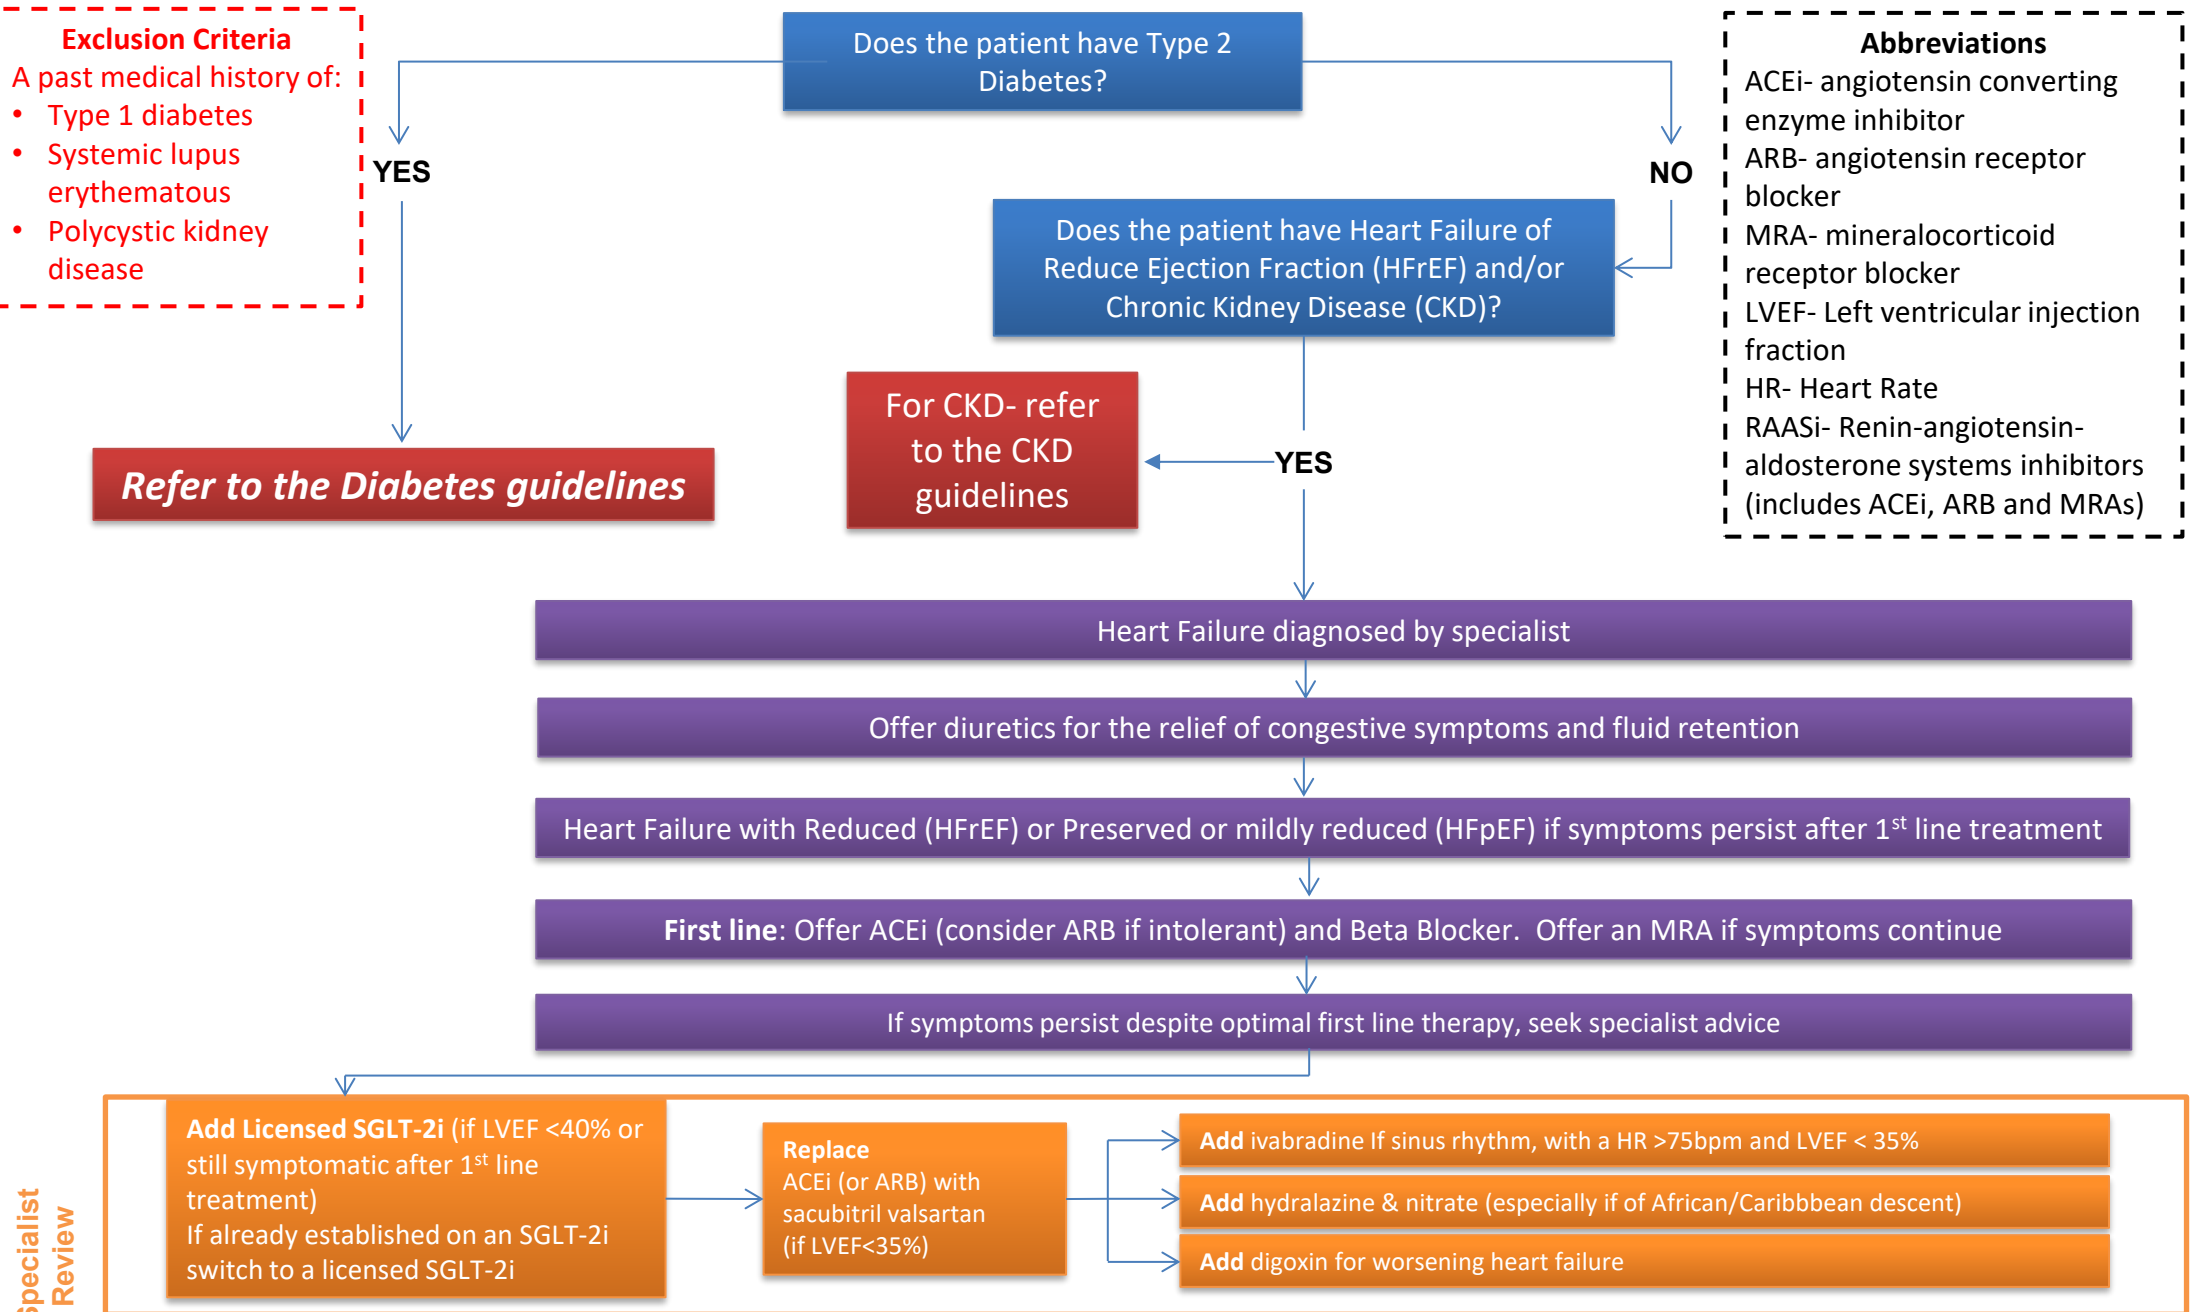 Exclusion Criteria
A past medical history of:
• Type 1 diabetes
• Systemic lupus
erythematous
• Polycystic kidney
disease
Does the patient have Type 2
Diabetes?
Abbreviations
ACEi- angiotensin converting
enzyme inhibitor
ARB- angiotensin receptor
blocker
MRA- mineralocorticoid
receptor blocker
LVEF- Left ventricular injection
fraction
HR- Heart Rate
RAASi- Renin-angiotensin-
aldosterone systems inhibitors
(includes ACEi, ARB and MRAs)
YES
NO
Does the patient have Heart Failure of
Reduce Ejection Fraction (HFrEF) and/or
Chronic Kidney Disease (CKD)?
Refer to the Diabetes guidelines
For CKD- refer
to the CKD
guidelines
YES
Heart Failure diagnosed by specialist
Offer diuretics for the relief of congestive symptoms and fluid retention
Heart Failure with Reduced (HFrEF) or Preserved or mildly reduced (HFpEF) if symptoms persist after 1st line treatment
First line: Offer ACEi (consider ARB if intolerant) and Beta Blocker. Offer an MRA if symptoms continue
If symptoms persist despite optimal first line therapy, seek specialist advice
Specialist
Review
Add Licensed SGLT-2i (if LVEF <40% or
still symptomatic after 1st line
treatment)
If already established on an SGLT-2i
switch to a licensed SGLT-2i
Replace
ACEi (or ARB) with
sacubitril valsartan
(if LVEF<35%)
Add ivabradine If sinus rhythm, with a HR >75bpm and LVEF < 35%
Add hydralazine & nitrate (especially if of African/Caribbbean descent)
Add digoxin for worsening heart failure